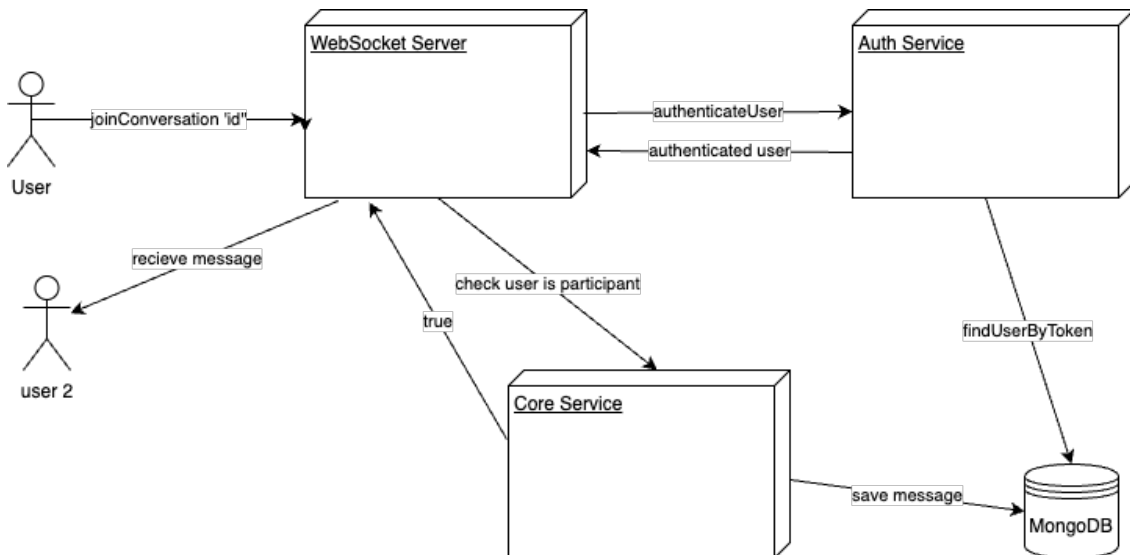 WebSocket Server
Auth Service
joinConversation 'id"
authenticateUser
authenticated user
User
recieve message
check user is participant
true
findUserByToken
user 2
Core Service
save message
MongoDB